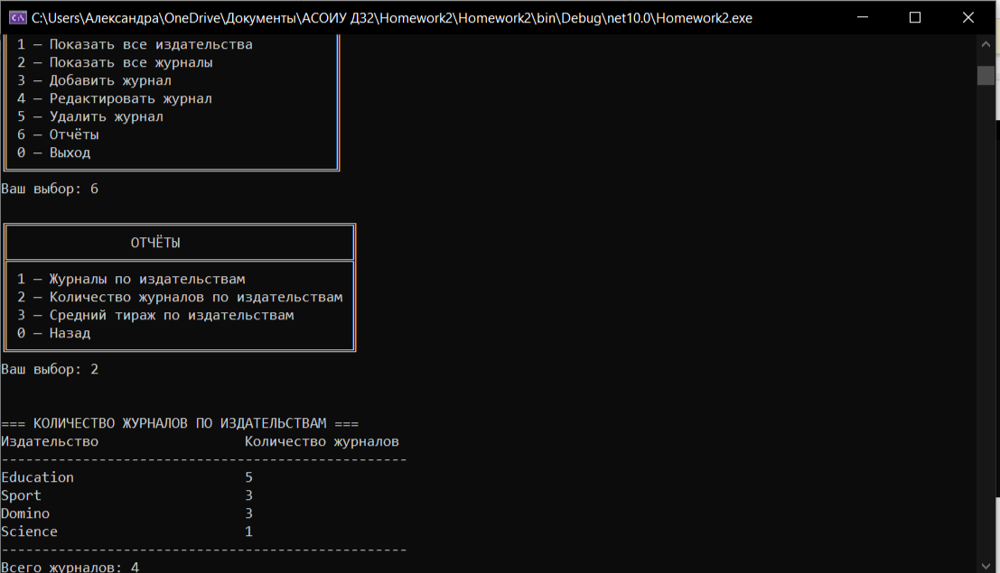 C:\Users\Александра\OneDrive\Документы\АСОИУ ДЗ2\Homework2\Homework2\bin\Debug\net10.0\Homework2.exe
1 — Показать все издательства
2 — Показать все журналы
3 — Добавить журнал
4 — Редактировать журнал
5 — Удалить журнал
6 — Отчёты
0 — Выход
Ваш выбор: 6
ОТЧЁТЫ
1 — Журналы по издательствам
2 — Количество журналов по издательствам
3 — Средний тираж по издательствам
0 — Назад
Ваш выбор: 2
=== КОЛИЧЕСТВО ЖУРНАЛОВ ПО ИЗДАТЕЛЬСТВАМ ===
Издательство Количество журналов
--------------------------------------------------
Education 5
Sport 3
Domino 3
Science 1
--------------------------------------------------
Всего журналов: 4